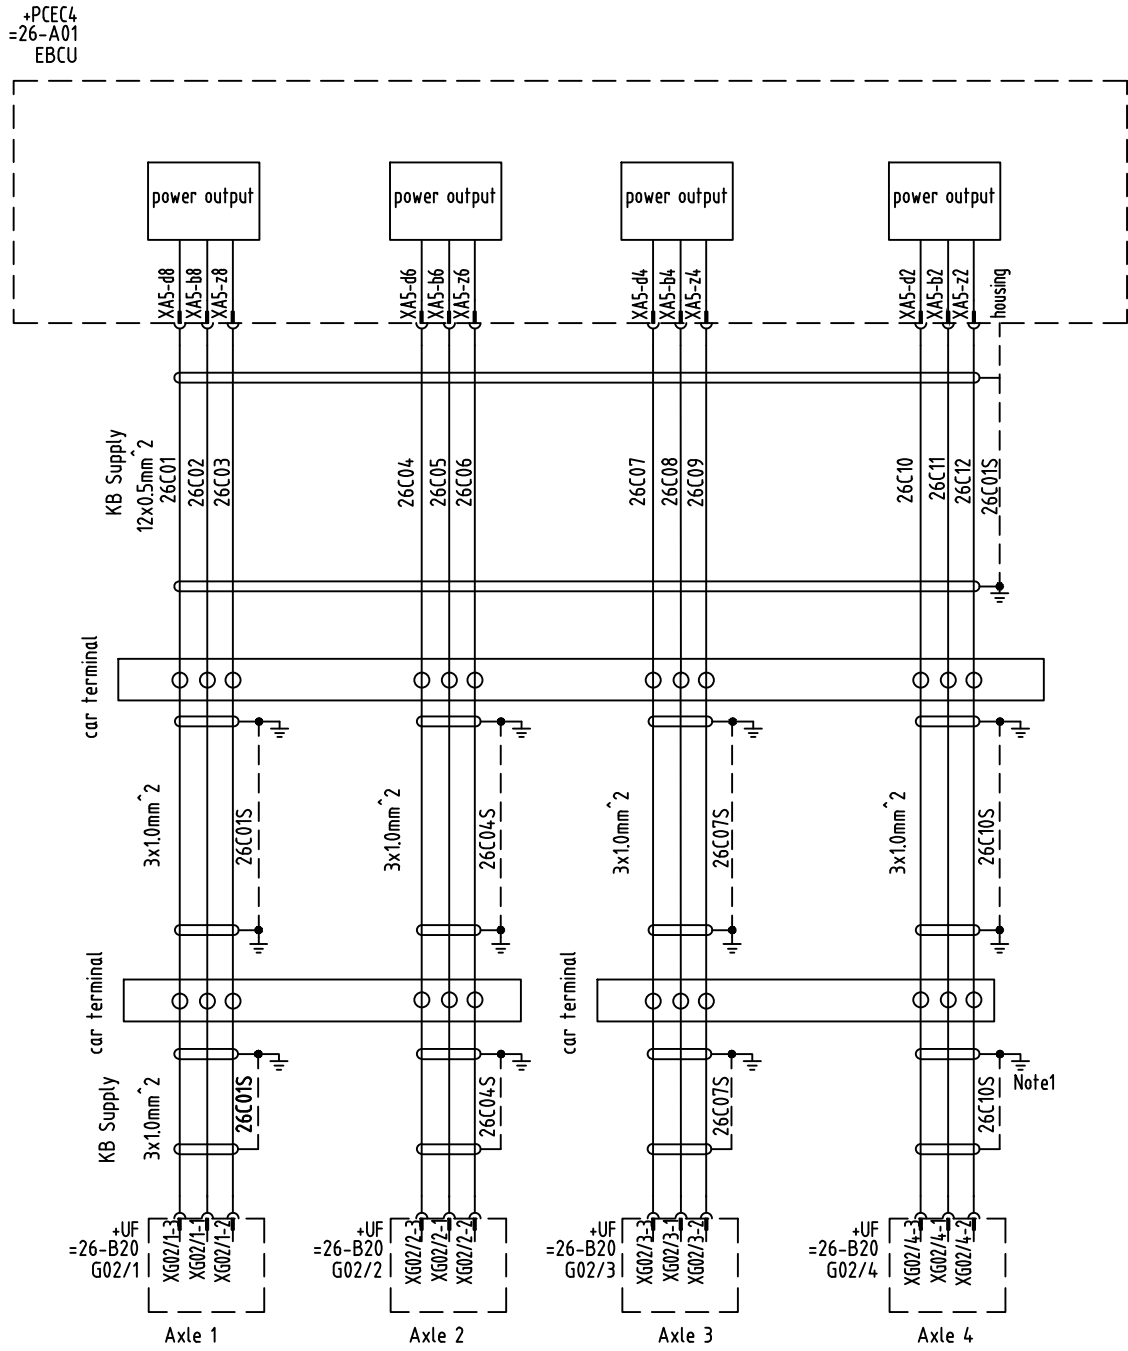 +PCEC4
=26-A01
EBCU
power output
power output
power output
power output
XA5-d8
XA5-b8
XA5-z8
XA5-d6
XA5-b6
XA5-z6
XA5-d4
XA5-b4
XA5-z4
XA5-d2
XA5-b2
XA5-z2
housing
KB Supply
12x0.5mm^2
26C01
26C02
26C03
26C04
26C05
26C06
26C07
26C08
26C09
26C10
26C11
26C12
26C01S
car terminal
3x1.0mm^2
26C01S
3x1.0mm^2
26C04S
3x1.0mm^2
26C07S
3x1.0mm^2
26C10S
car terminal
car terminal
KB Supply
3x1.0mm^2
26C01S
26C04S
26C07S
26C10S
Note1
+UF
=26-B20
G02/1
XG02/1-3
XG02/1-1
XG02/1-2
+UF
=26-B20
G02/2
XG02/2-3
XG02/2-1
XG02/2-2
+UF
=26-B20
G02/3
XG02/3-3
XG02/3-1
XG02/3-2
+UF
=26-B20
G02/4
XG02/4-3
XG02/4-1
XG02/4-2
Axle 1
Axle 2
Axle 3
Axle 4